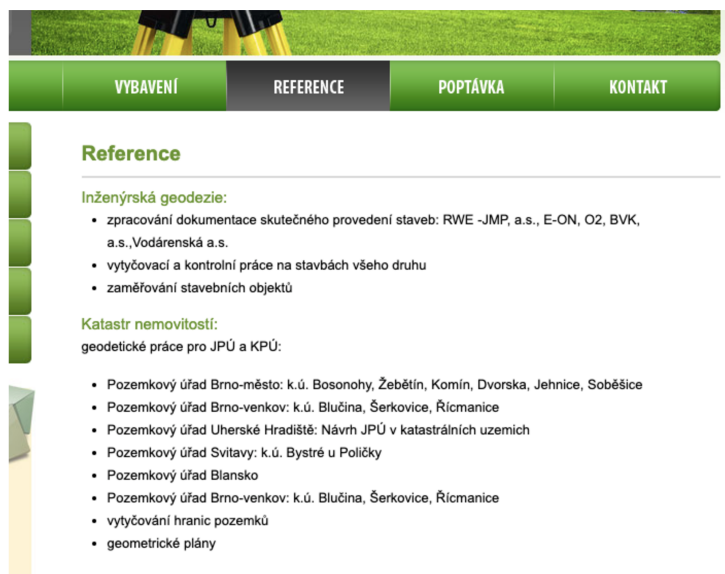 VYBAVENÍ
REFERENCE
POPTÁVKA
KONTAKT
Reference
Inženýrská geodezie:
• zpracování dokumentace skutečného provedení staveb: RWE -JMP, a.s., E-ON, O2, BVK,
a.s.,Vodárenská a.s.
• vytyčovací a kontrolní práce na stavbách všeho druhu
• zaměřování stavebních objektů
Katastr nemovitostí:
geodetické práce pro JPÚ a KPÚ:
• Pozemkový úřad Brno-město: k.ú. Bosonohy, Žebětín, Komín, Dvorska, Jehnice, Soběšice
• Pozemkový úřad Brno-venkov: k.ú. Blučina, Šerkovice, Řícmanice
• Pozemkový úřad Uherské Hradiště: Návrh JPÚ v katastrálních uzemich
• Pozemkový úřad Svitavy: k.ú. Bystré u Poličky
• Pozemkový úřad Blansko
• Pozemkový úřad Brno-venkov: k.ú. Blučina, Šerkovice, Řícmanice
• vytyčování hranic pozemků
• geometrické plány